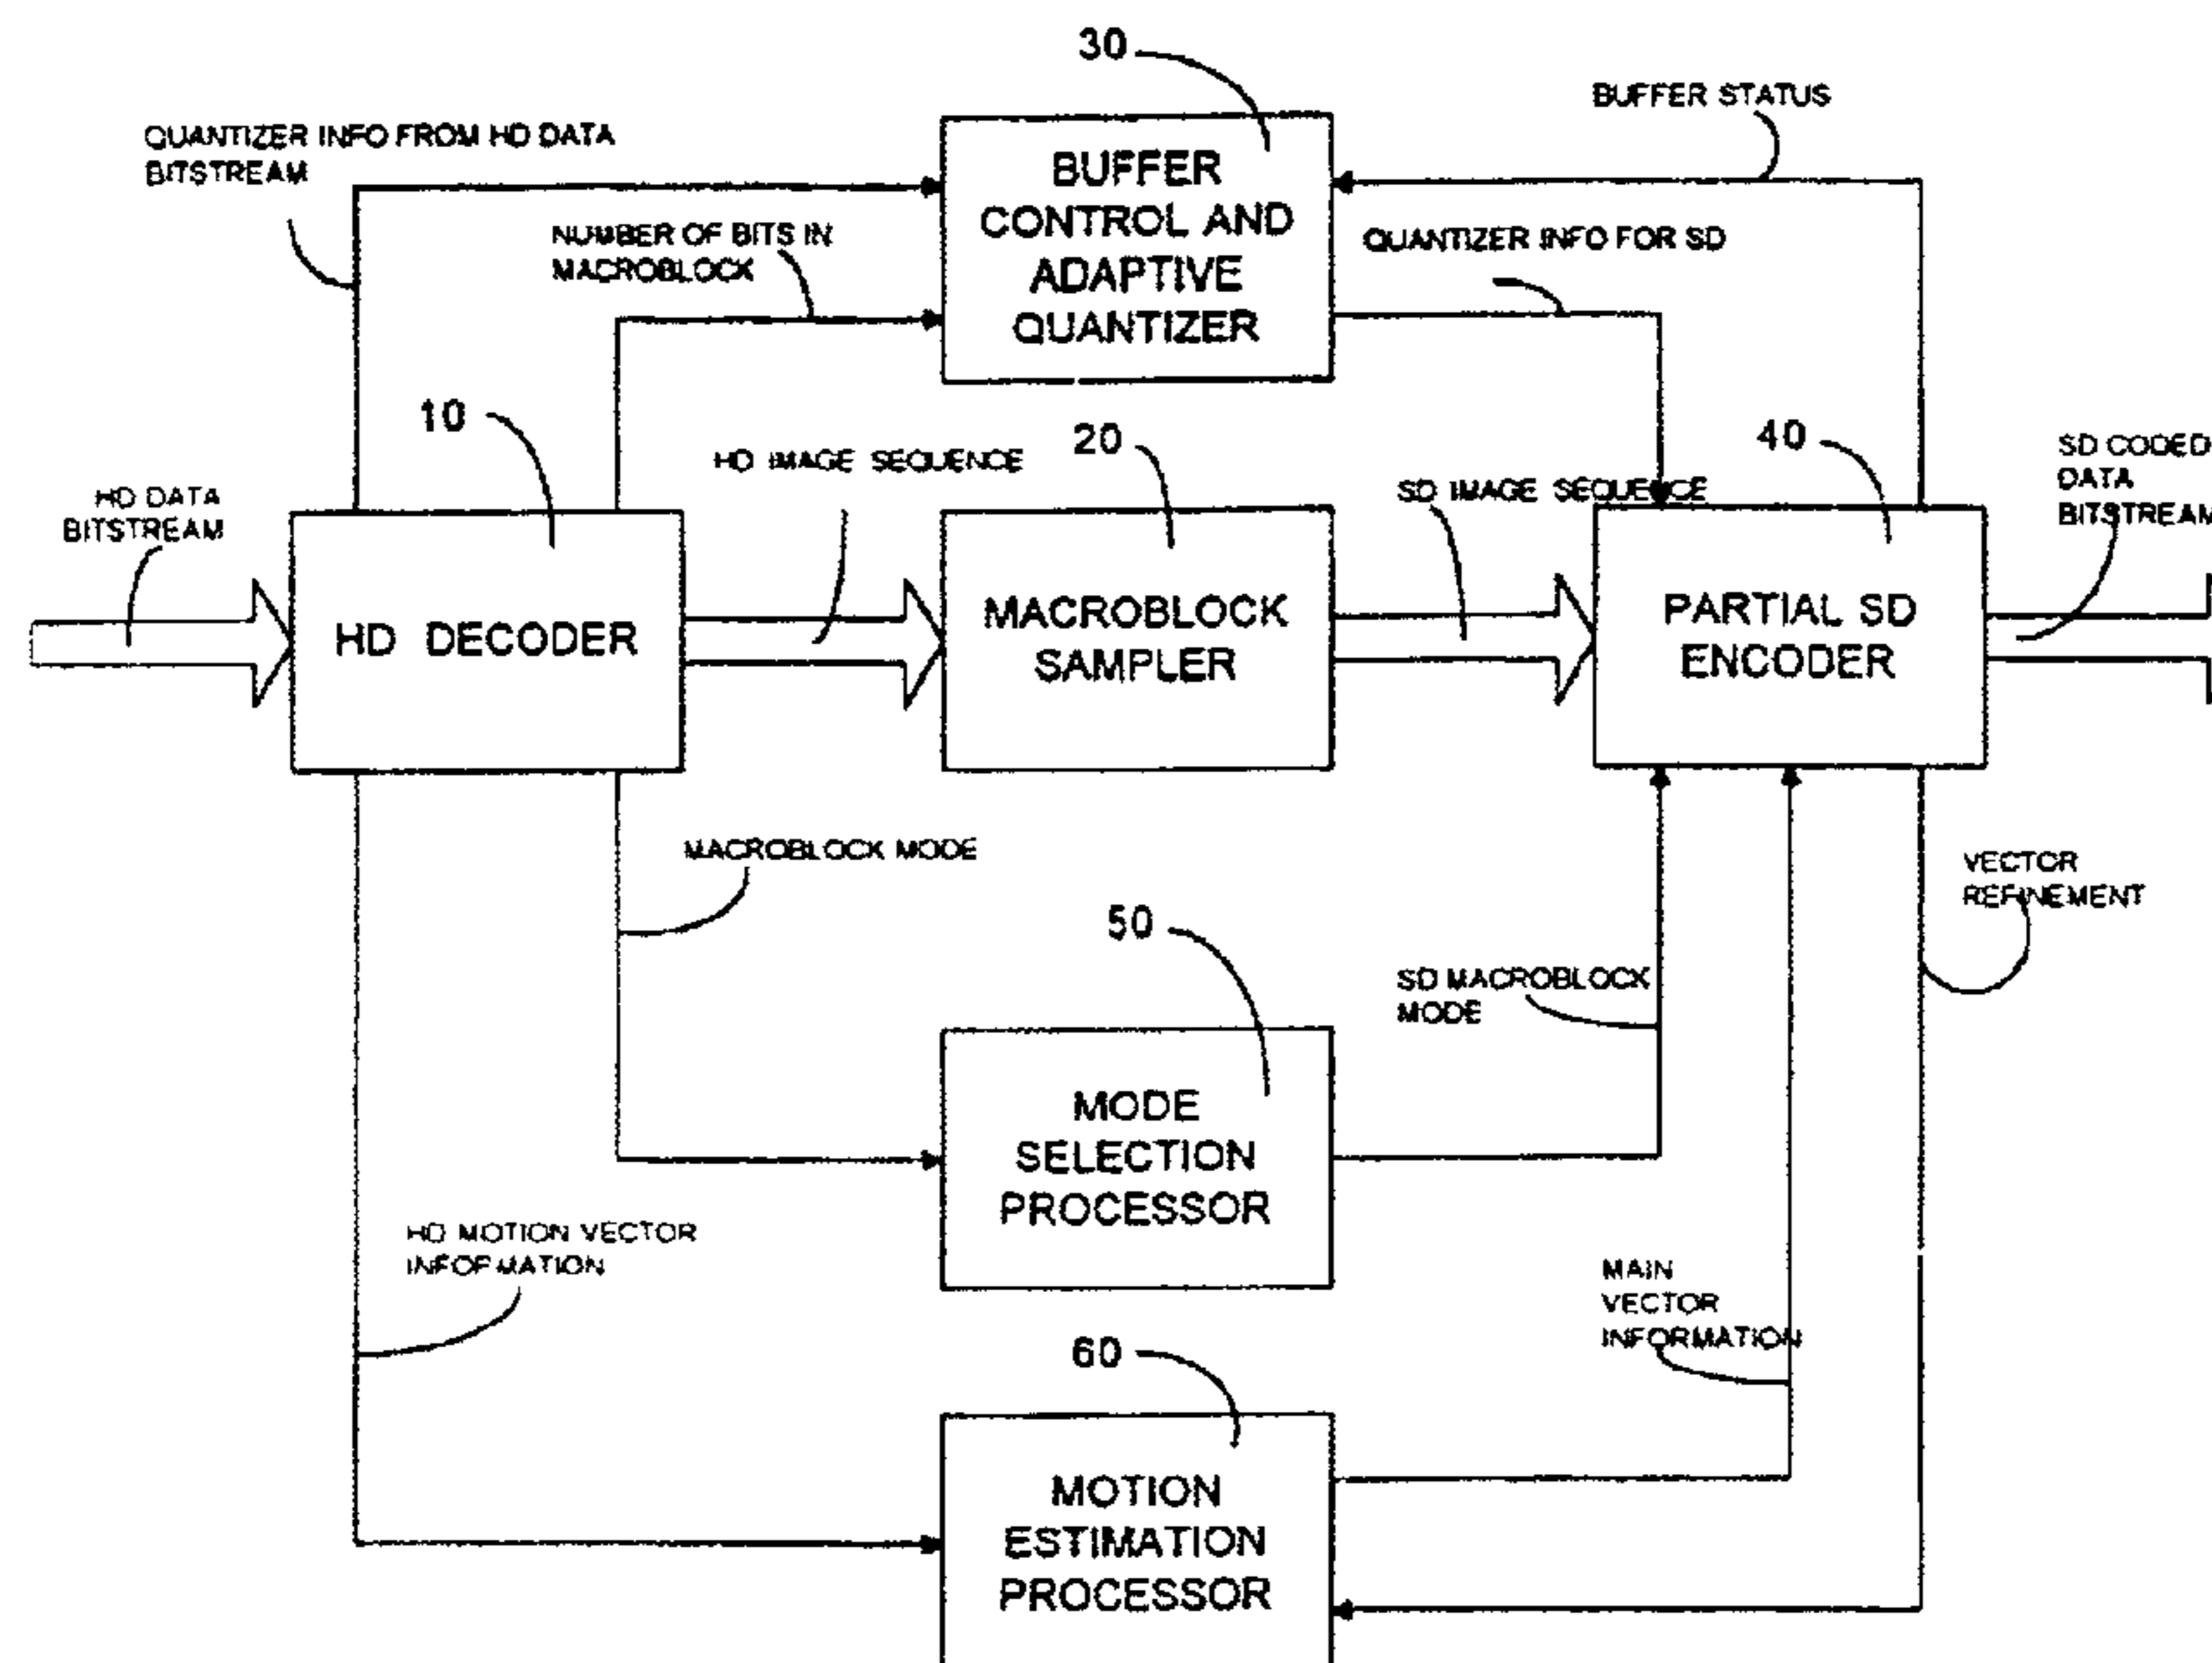 30
BUFFER STATUS
QUANTIZER INFO FROM HD DATA
BITSTREAM
BUFFER
CONTROL AND
ADAPTIVE
QUANTIZER
NUMBER OF BITS IN
MACROBLOCK
QUANTIZER INFO FOR SD
10
HD IMAGE SEQUENCE
20
SD IMAGE SEQUENCE
40
SD CODED
DATA
BITSTREAM
HD DATA
BITSTREAM
HD DECODER
MACROBLOCK
SAMPLER
PARTIAL SD
ENCODER
MACROBLOCK MODE
VECTOR
REFINEMENT
50
SD MACROBLOCK
MODE
MODE
SELECTION
PROCESSOR
HD MOTION VECTOR
INFORMATION
MAIN
VECTOR
INFORMATION
60
MOTION
ESTIMATION
PROCESSOR